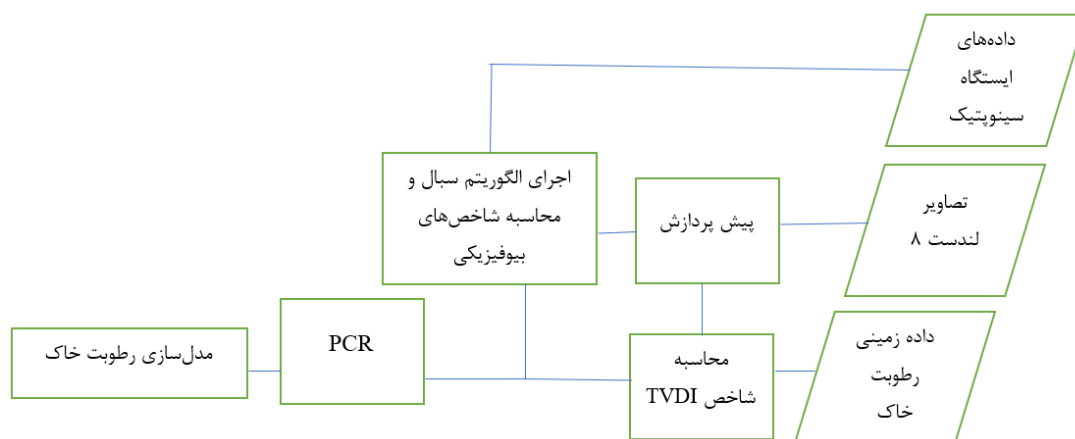 داده‌های
ایستگاه
سینوپتیک
اجرای الگوریتم سبال و
محاسبه شاخص‌های
بیوفیزیکی
پیش پردازش
تصاویر
لندست ۸
داده زمینی
رطوبت
خاک
محاسبه
شاخص TVDI
PCR
مدل‌سازی رطوبت خاک